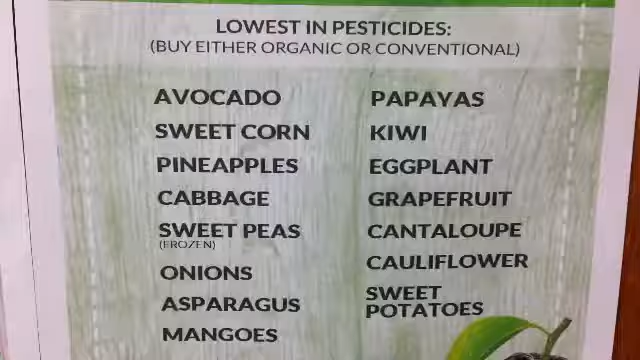 LOWEST IN PESTICIDES:
(BUY EITHER ORGANIC OR CONVENTIONAL)
AVOCADO
SWEET CORN
PINEAPPLES
CABBAGE
SWEET PEAS
(FROZEN)
ONIONS
ASPARAGUS
MANGOES
PAPAYAS
KIWI
EGGPLANT
GRAPEFRUIT
CANTALOUPE
CAULIFLOWER
SWEET
POTATOES